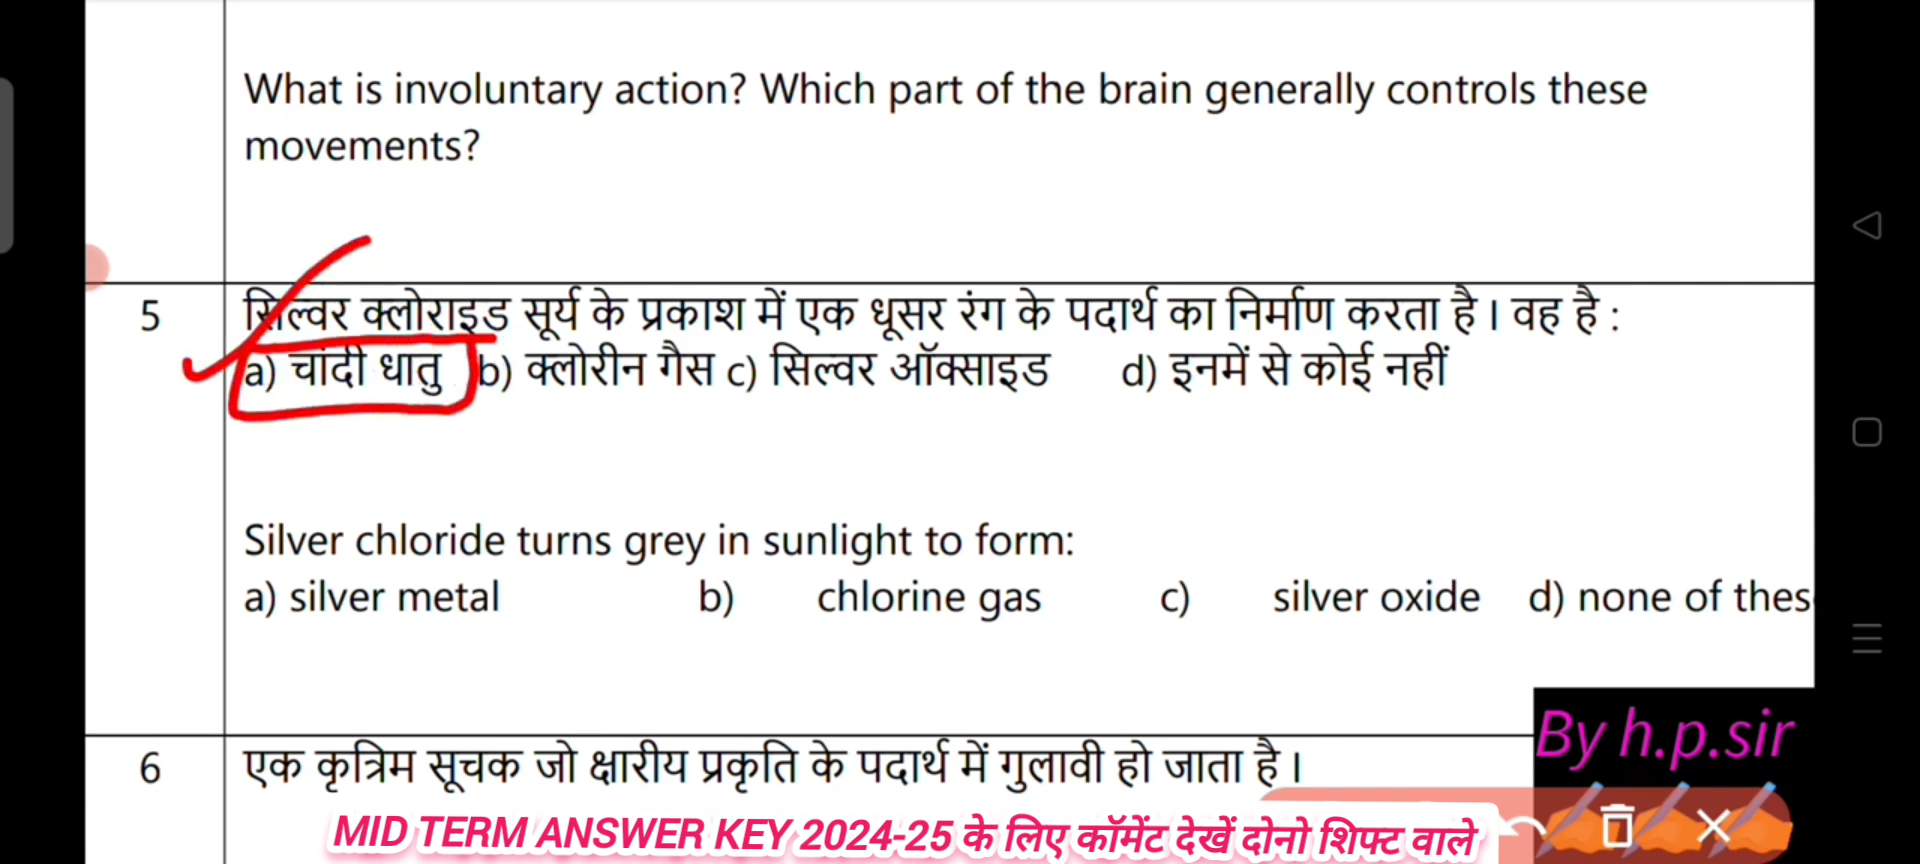 What is involuntary action? Which part of the brain generally controls these
movements?
5
सिल्वर क्लोराइड सूर्य के प्रकाश में एक धूसर रंग के पदार्थ का निर्माण करता है । वह है :
a) चांदी धातु b) क्लोरीन गैस c) सिल्वर ऑक्साइड d) इनमें से कोई नहीं
Silver chloride turns grey in sunlight to form:
a) silver metal b) chlorine gas c) silver oxide d) none of thes
By h.p.sir
6
एक कृत्रिम सूचक जो क्षारीय प्रकृति के पदार्थ में गुलावी हो जाता है ।
MID TERM ANSWER KEY 2024-25 के लिए कॉमेंट देखें दोनो शिफ्ट वाले